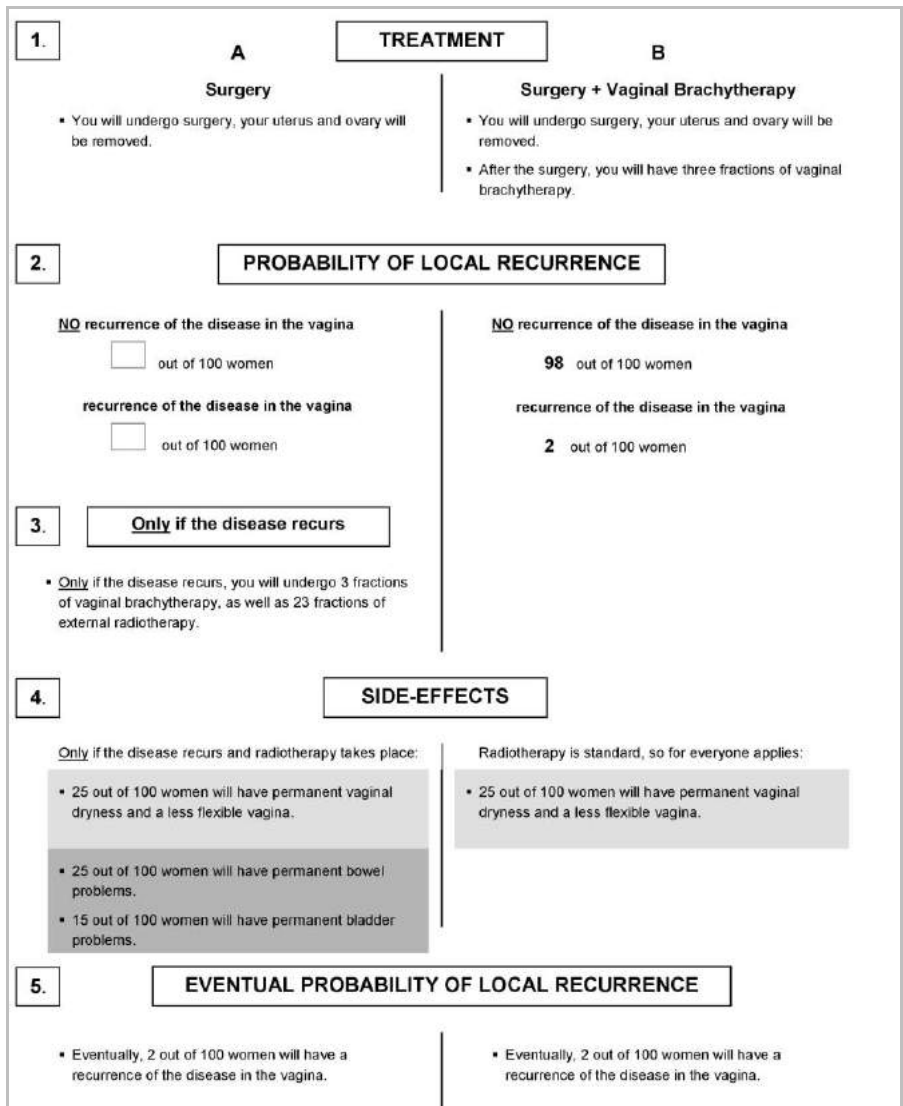 1.
TREATMENT
A
Surgery
▪ You will undergo surgery, your uterus and ovary will
be removed.
B
Surgery + Vaginal Brachytherapy
▪ You will undergo surgery, your uterus and ovary will be
removed.
▪ After the surgery, you will have three fractions of vaginal
brachytherapy.
2.
PROBABILITY OF LOCAL RECURRENCE
NO recurrence of the disease in the vagina
out of 100 women
recurrence of the disease in the vagina
out of 100 women
NO recurrence of the disease in the vagina
98 out of 100 women
recurrence of the disease in the vagina
2 out of 100 women
3.
Only if the disease recurs
▪ Only if the disease recurs, you will undergo 3 fractions
of vaginal brachytherapy, as well as 23 fractions of
external radiotherapy.
4.
SIDE-EFFECTS
Only if the disease recurs and radiotherapy takes place:
▪ 25 out of 100 women will have permanent vaginal
dryness and a less flexible vagina.
▪ 25 out of 100 women will have permanent bowel
problems.
▪ 15 out of 100 women will have permanent bladder
problems.
Radiotherapy is standard, so for everyone applies:
▪ 25 out of 100 women will have permanent vaginal
dryness and a less flexible vagina.
5.
EVENTUAL PROBABILITY OF LOCAL RECURRENCE
▪ Eventually, 2 out of 100 women will have a
recurrence of the disease in the vagina.
▪ Eventually, 2 out of 100 women will have a
recurrence of the disease in the vagina.